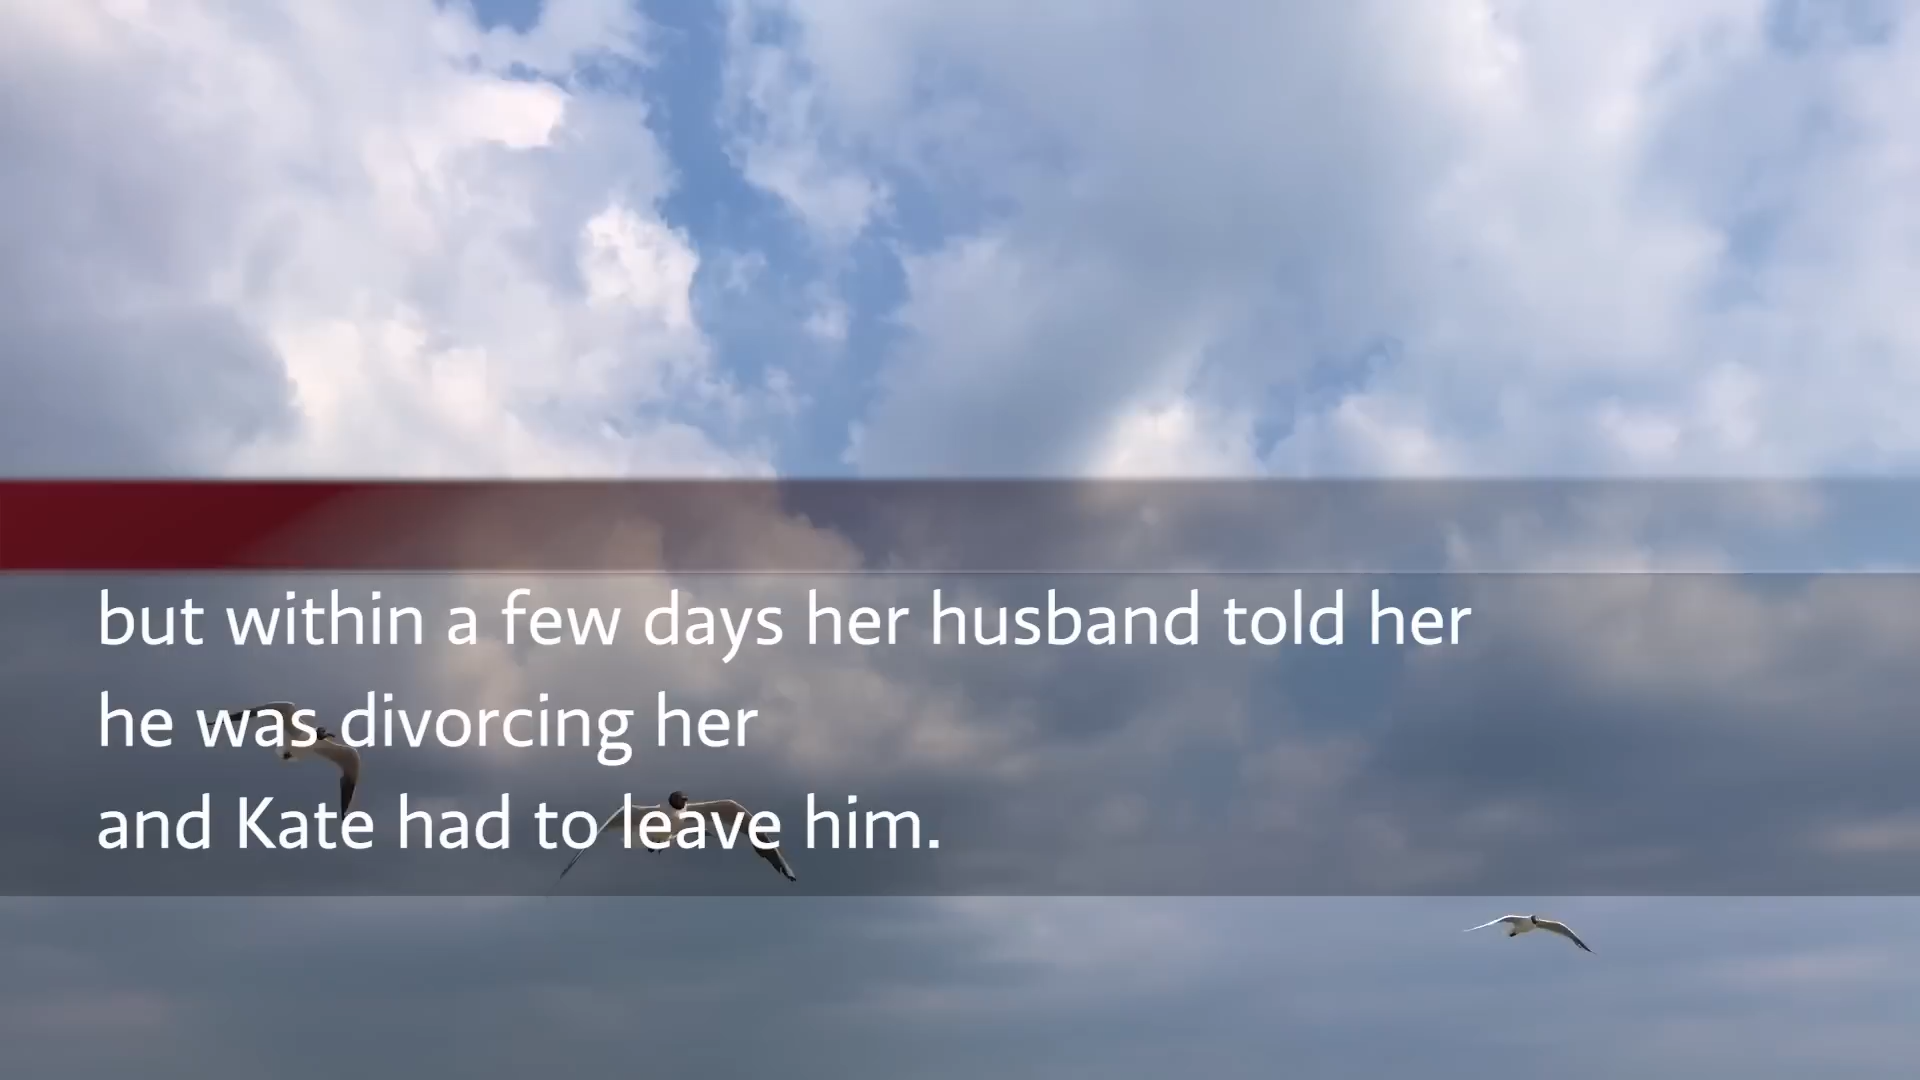 but within a few days her husband told her
he was divorcing her
and Kate had to leave him.